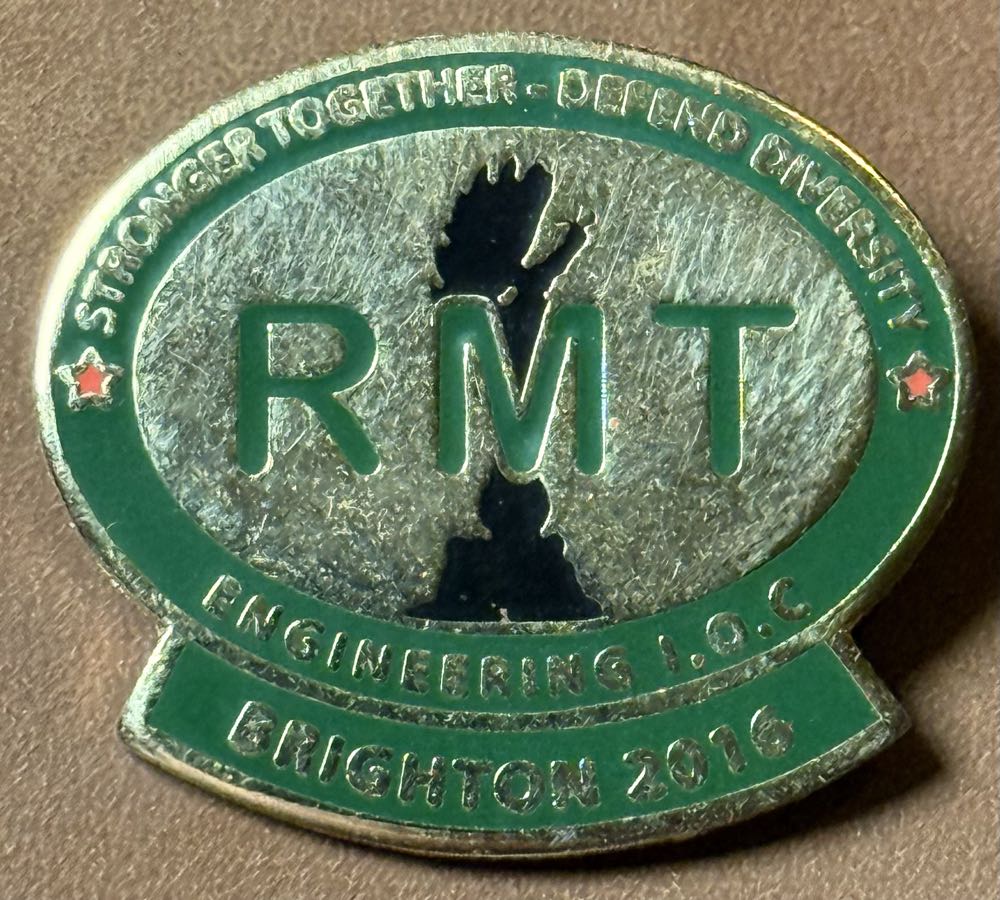 STRONGER TOGETHER - DEFEND DIVERSITY
RMT
ENGINEERING I.O.C
BRIGHTON 2016